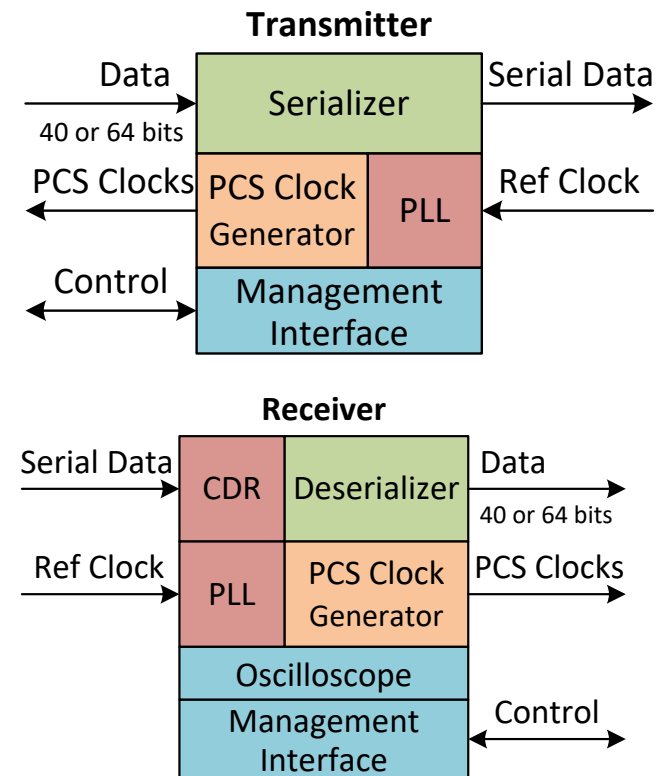 Transmitter
Data
Serializer
Serial Data
40 or 64 bits
PCS Clocks
PCS Clock
Generator
PLL
Ref Clock
Control
Management
Interface
Receiver
Serial Data
CDR
Deserializer
Data
40 or 64 bits
Ref Clock
PLL
PCS Clock
Generator
PCS Clocks
Oscilloscope
Management
Interface
Control